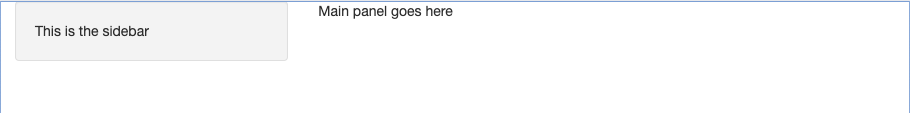 This is the sidebar
Main panel goes here